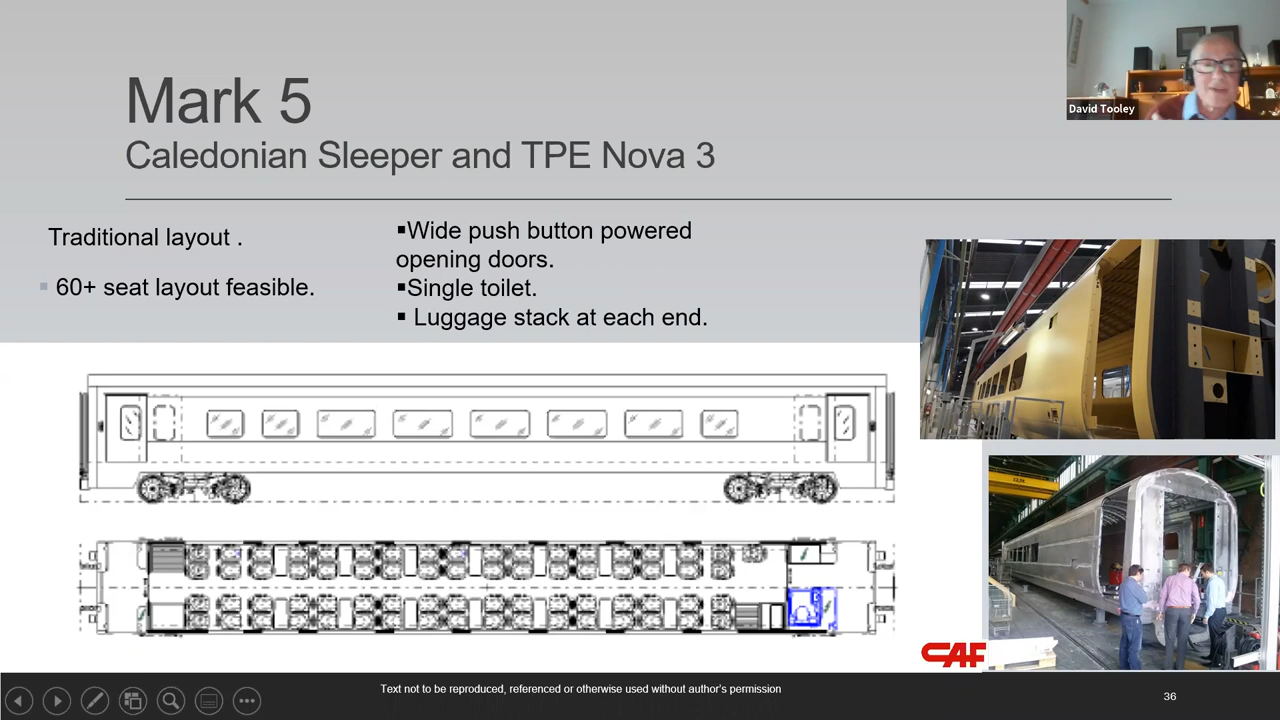 David Tooley
Mark 5
Caledonian Sleeper and TPE Nova 3
Traditional layout .
▪ 60+ seat layout feasible.
▪Wide push button powered
opening doors.
▪Single toilet.
▪ Luggage stack at each end.
CAF
Text not to be reproduced, referenced or otherwise used without author's permission
36